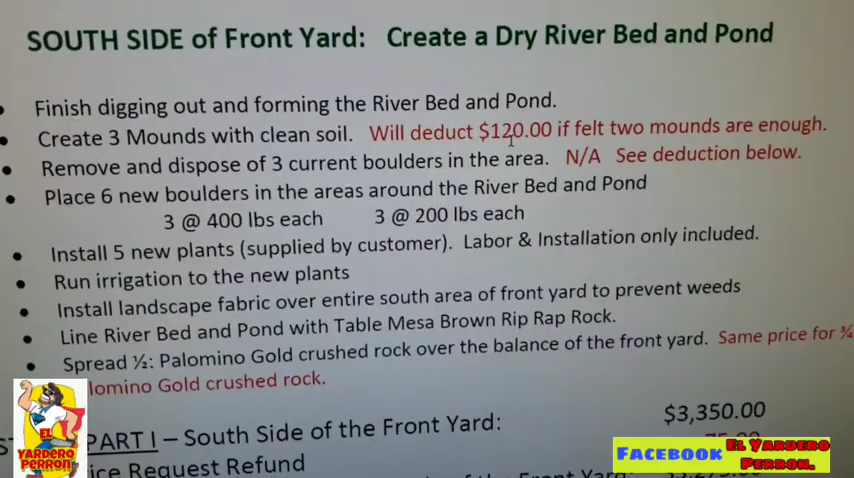 SOUTH SIDE of Front Yard: Create a Dry River Bed and Pond
• Finish digging out and forming the River Bed and Pond.
• Create 3 Mounds with clean soil. Will deduct $120.00 if felt two mounds are enough.
• Remove and dispose of 3 current boulders in the area. N/A See deduction below.
• Place 6 new boulders in the areas around the River Bed and Pond
3 @ 400 lbs each 3 @ 200 lbs each
• Install 5 new plants (supplied by customer). Labor & Installation only included.
• Run irrigation to the new plants
• Install landscape fabric over entire south area of front yard to prevent weeds
• Line River Bed and Pond with Table Mesa Brown Rip Rap Rock.
• Spread ½: Palomino Gold crushed rock over the balance of the front yard. Same price for ¾
lomino Gold crushed rock.
PART I – South Side of the Front Yard: $3,350.00
ice Request Refund
Front Yard
EL YARDERO PERRON
FACEBOOK EL YARDERO PERRON.